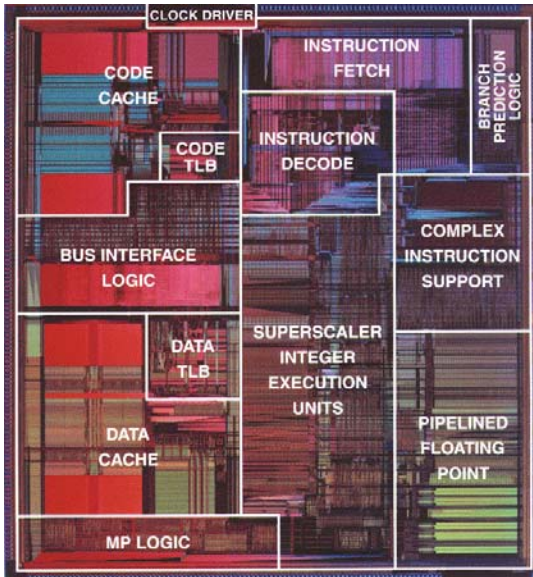 CLOCK DRIVER
CODE
CACHE
CODE
TLB
INSTRUCTION
FETCH
BRANCH
PREDICTION
LOGIC
INSTRUCTION
DECODE
BUS INTERFACE
LOGIC
COMPLEX
INSTRUCTION
SUPPORT
DATA
TLB
SUPERSCALER
INTEGER
EXECUTION
UNITS
DATA
CACHE
PIPELINED
FLOATING
POINT
MP LOGIC